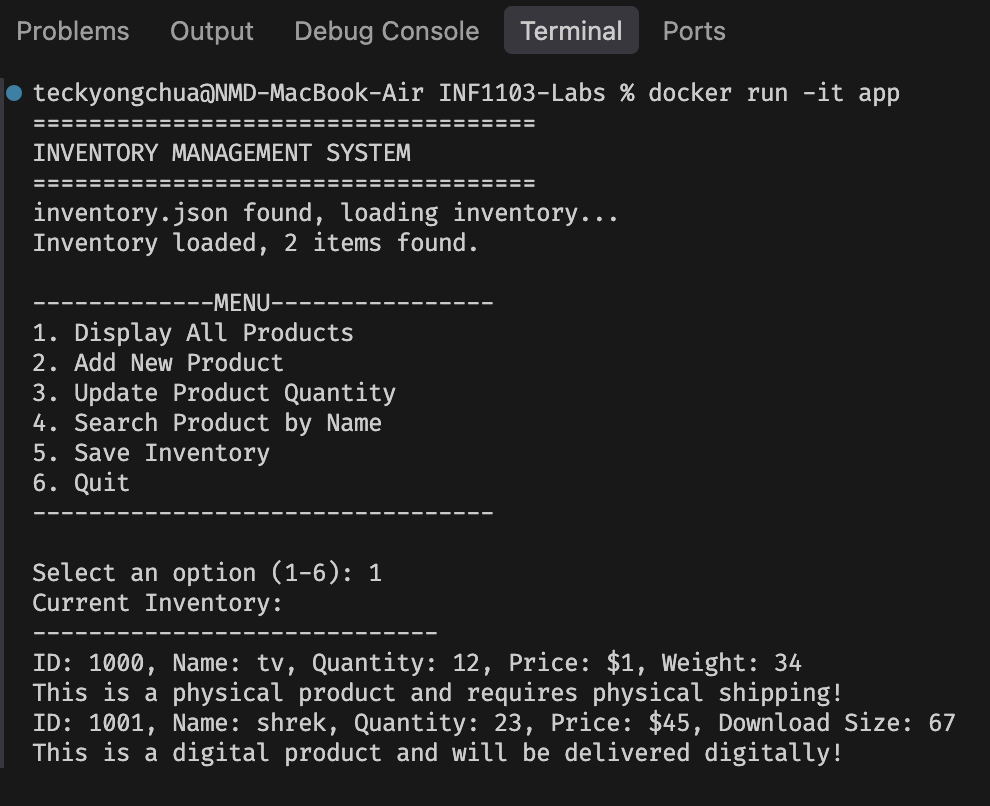 Problems Output Debug Console Terminal Ports
teckyongchua@NMD-MacBook-Air INF1103-Labs % docker run -it app
====================================
INVENTORY MANAGEMENT SYSTEM
====================================
inventory.json found, loading inventory...
Inventory loaded, 2 items found.
-------------MENU----------------
1. Display All Products
2. Add New Product
3. Update Product Quantity
4. Search Product by Name
5. Save Inventory
6. Quit
---------------------------------
Select an option (1-6): 1
Current Inventory:
-----------------------------
ID: 1000, Name: tv, Quantity: 12, Price: $1, Weight: 34
This is a physical product and requires physical shipping!
ID: 1001, Name: shrek, Quantity: 23, Price: $45, Download Size: 67
This is a digital product and will be delivered digitally!